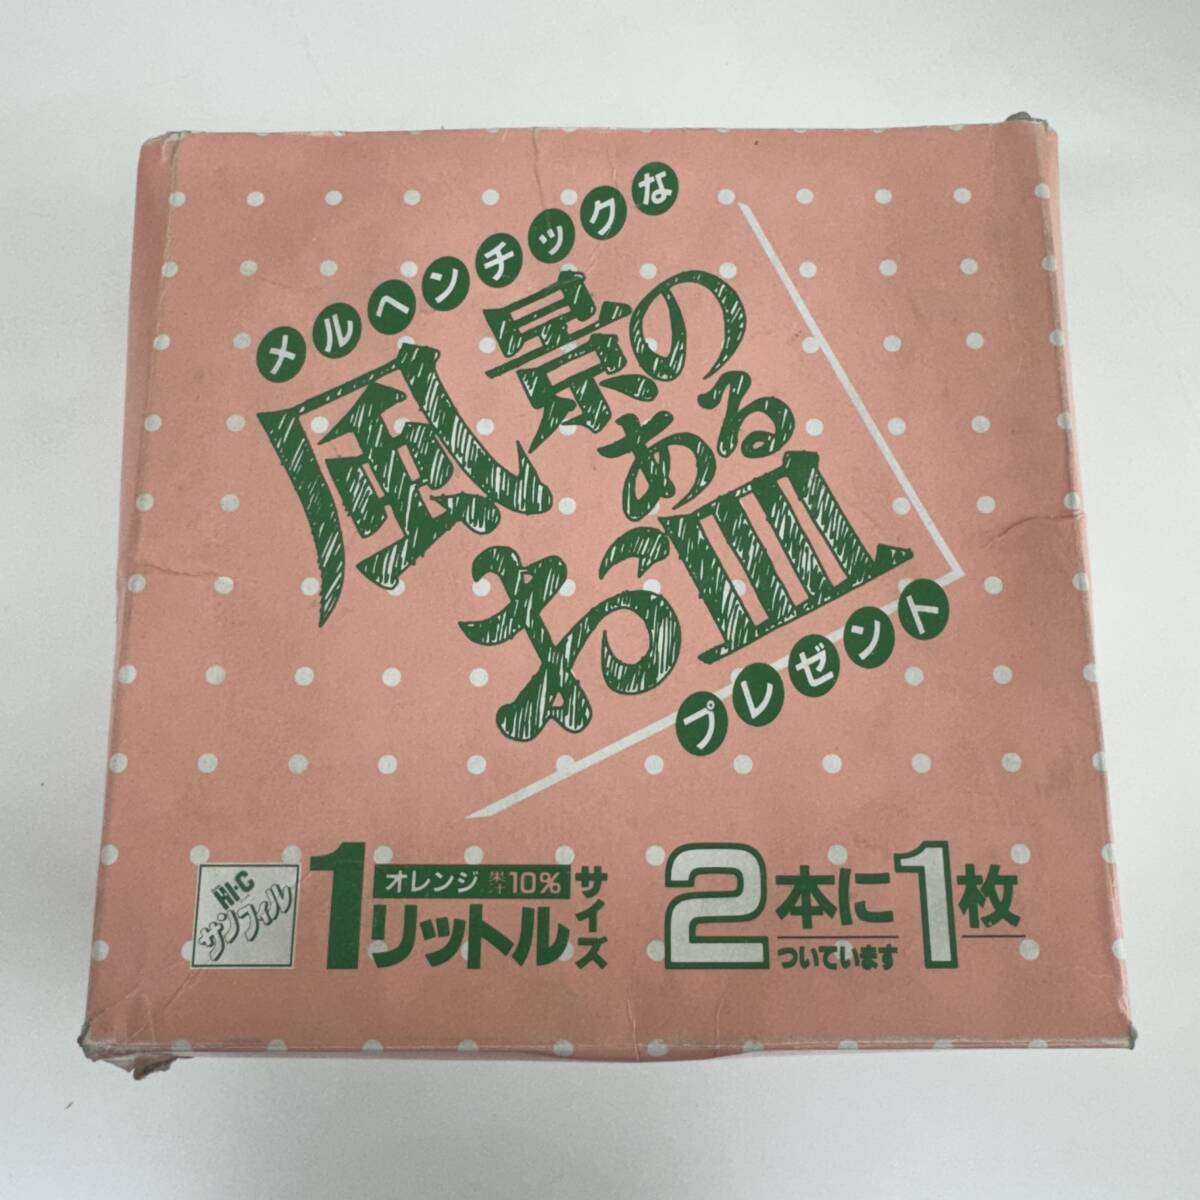 メルヘンチックな
風景の
ある
お皿
プレゼント
HI-C
サンフィル
1リットルサイズ
オレンジ 果汁10%
2本に1枚
ついています